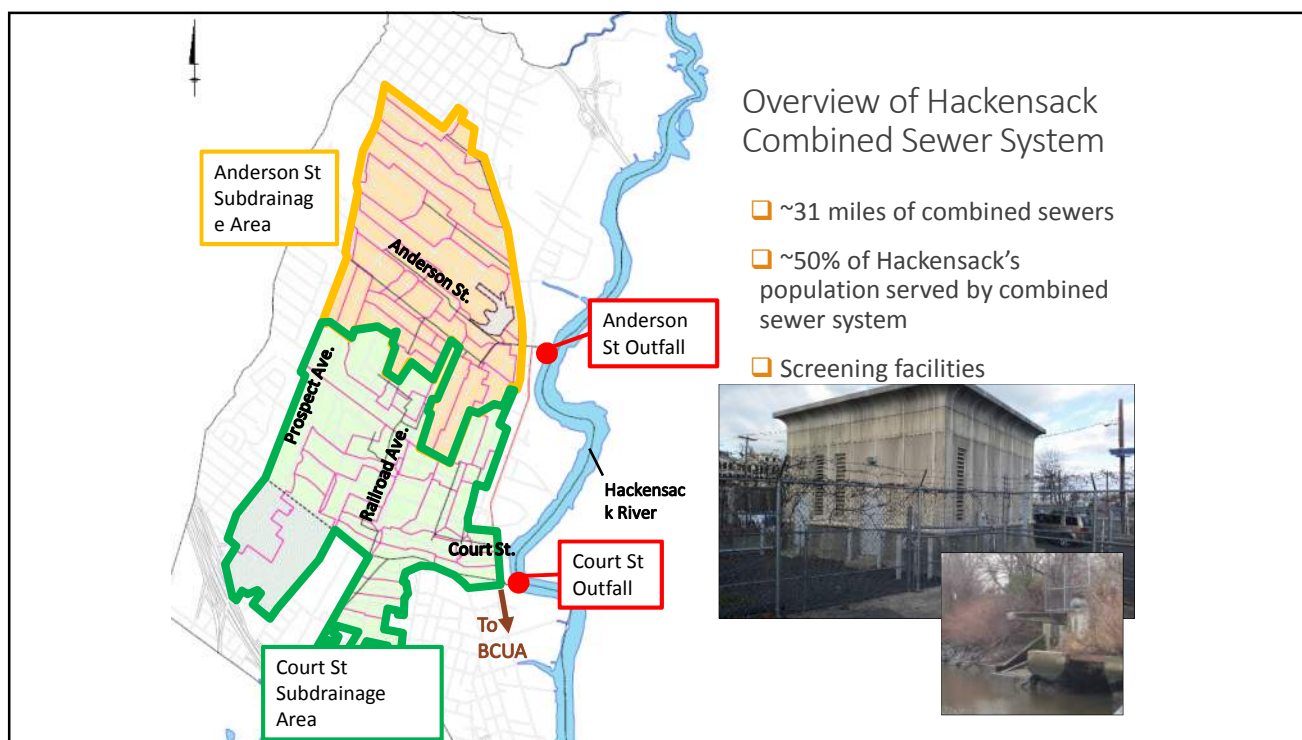 Overview of Hackensack
Combined Sewer System
~31 miles of combined sewers
~50% of Hackensack’s
population served by combined
sewer system
Screening facilities
Anderson St
Subdrainag
e Area
Anderson St.
Anderson
St Outfall
Prospect Ave.
Railroad Ave.
Hackensac
k River
Court St.
Court St
Outfall
To
BCUA
Court St
Subdrainage
Area